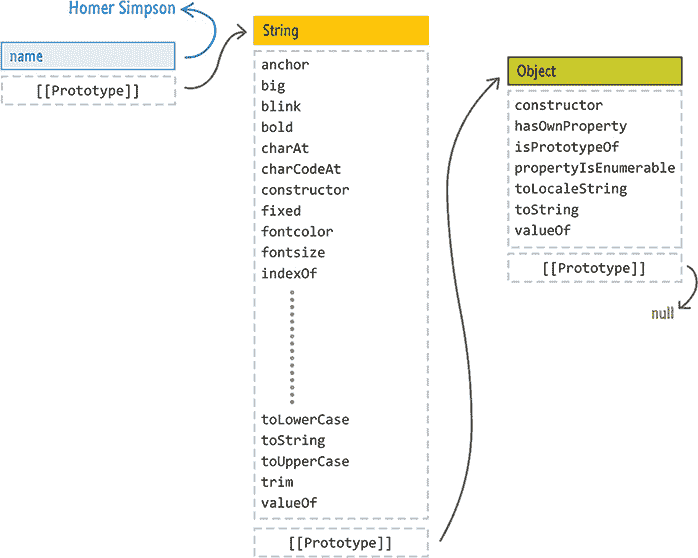 Homer Simpson
name
[[Prototype]]
String
anchor
big
blink
bold
charAt
charCodeAt
constructor
fixed
fontcolor
fontsize
indexOf
toLowerCase
toString
toUpperCase
trim
valueOf
[[Prototype]]
Object
constructor
hasOwnProperty
isPrototypeOf
propertyIsEnumerable
toLocaleString
toString
valueOf
[[Prototype]]
null